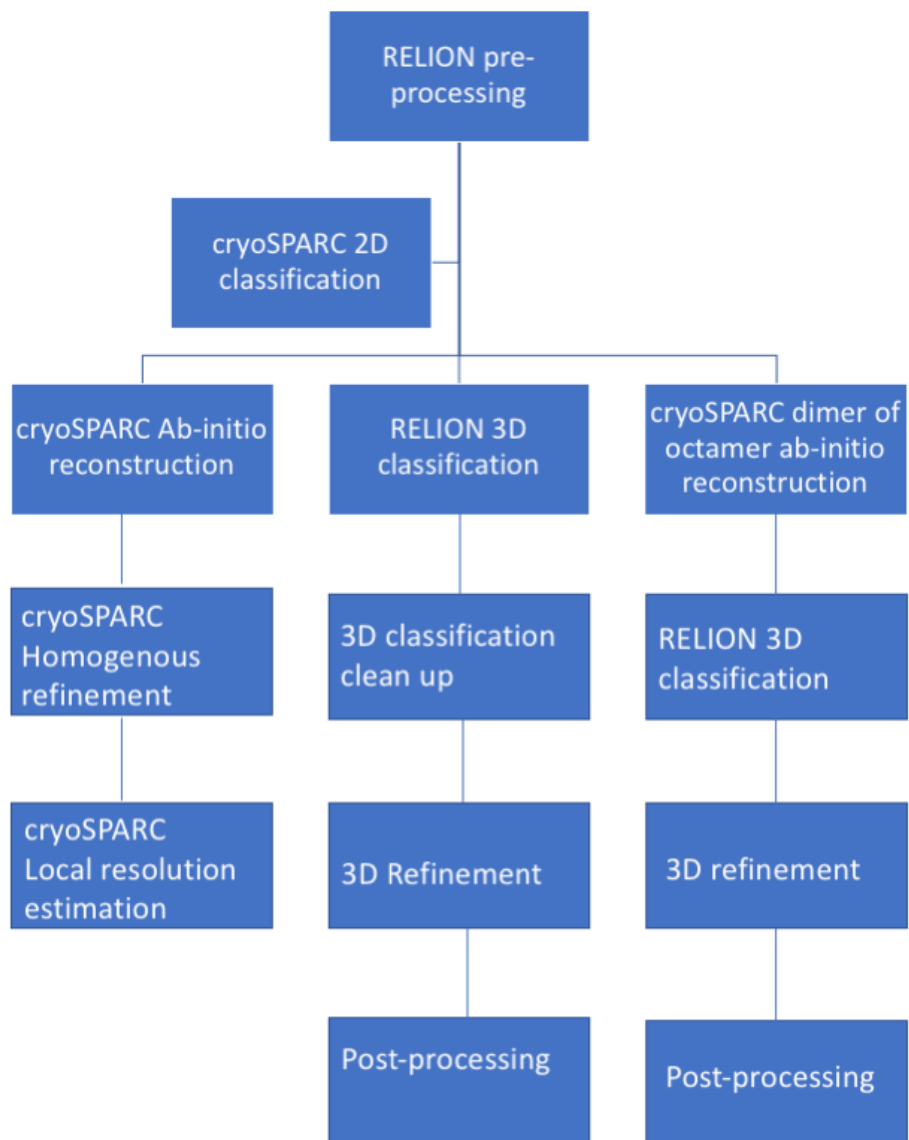 RELION pre-
processing
cryoSPARC 2D
classification
cryoSPARC Ab-initio
reconstruction
RELION 3D
classification
cryoSPARC dimer of
octamer ab-initio
reconstruction
cryoSPARC
Homogenous
refinement
3D classification
clean up
RELION 3D
classification
cryoSPARC
Local resolution
estimation
3D Refinement
3D refinement
Post-processing
Post-processing